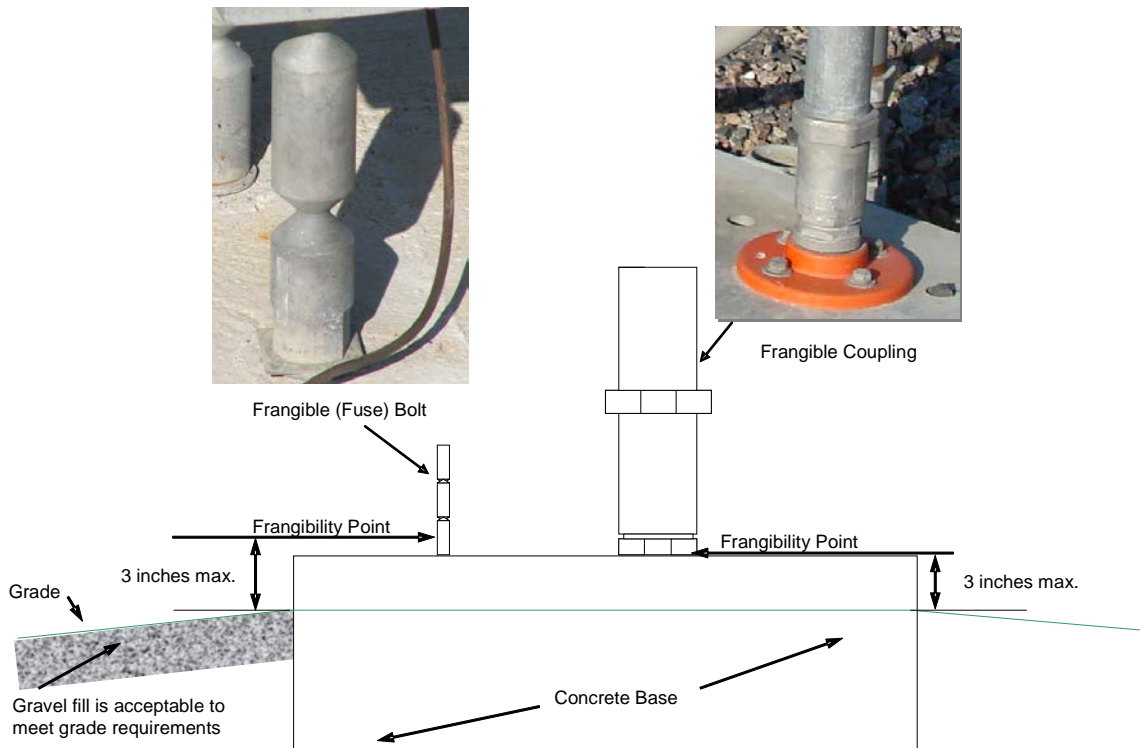 Frangible Coupling
Frangible (Fuse) Bolt
Frangibility Point
Frangibility Point
3 inches max.
3 inches max.
Grade
Concrete Base
Gravel fill is acceptable to
meet grade requirements